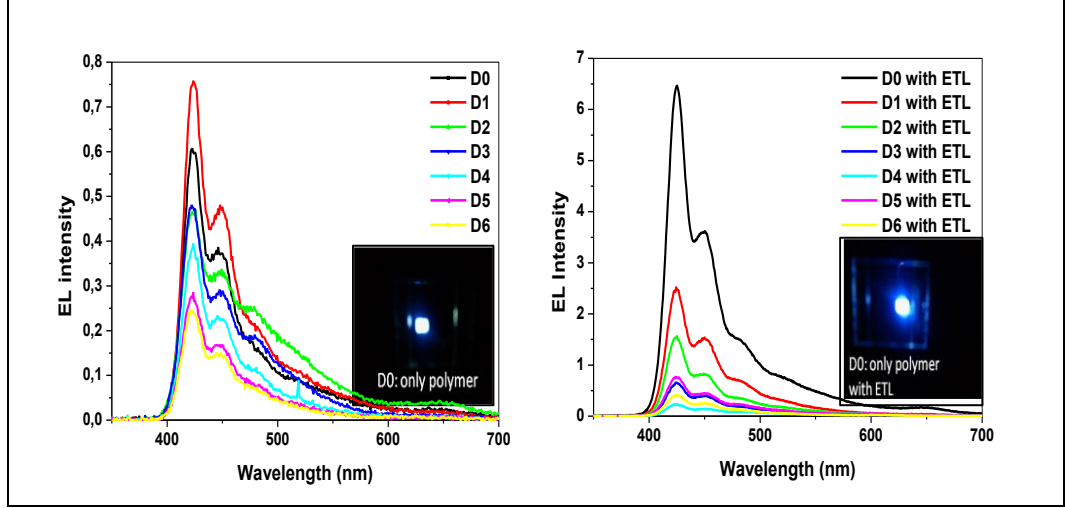 0,8
0,7
0,6
0,5
0,4
0,3
0,2
0,1
0,0
EL intensity
400
500
600
700
Wavelength (nm)
D0
D1
D2
D3
D4
D5
D6
D0: only polymer
7
6
5
4
3
2
1
0
EL Intensity
400
500
600
700
Wavelength (nm)
D0 with ETL
D1 with ETL
D2 with ETL
D3 with ETL
D4 with ETL
D5 with ETL
D6 with ETL
D0: only polymer
with ETL